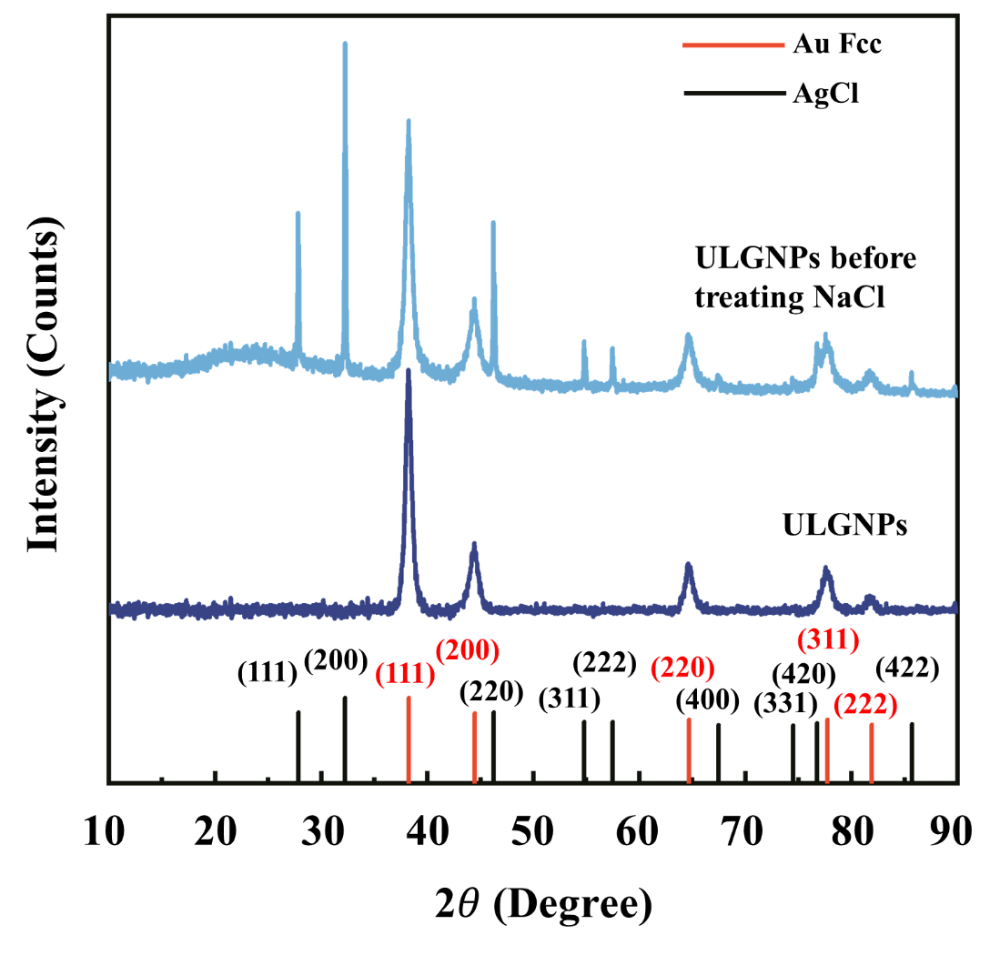 Au Fcc
AgCl
ULGNPs before
treating NaCl
ULGNPs
Intensity (Counts)
(111)
(200)
(111)
(200)
(220)
(311)
(222)
(220)
(400)
(331)
(420)
(311)
(222)
(422)
10 20 30 40 50 60 70 80 90
2θ (Degree)